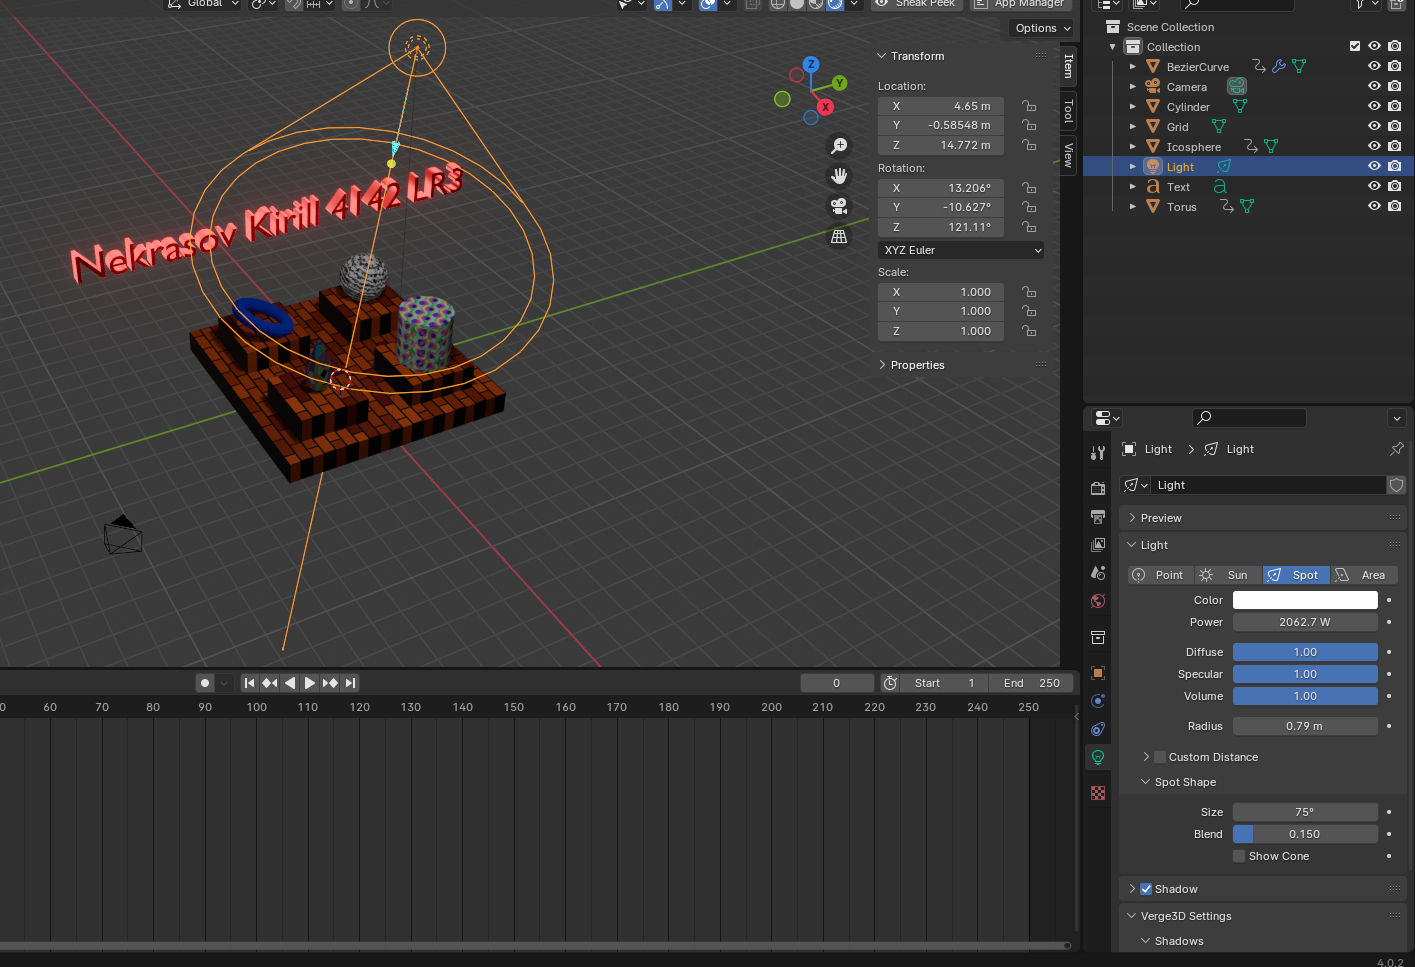 Global
Sneak Peek
App Manager
Options
Nekrasov Kirill 4142 LR3
Z
Y
X
Transform
Location:
X 4.65 m
Y -0.58548 m
Z 14.772 m
Rotation:
X 13.206°
Y -10.627°
Z 121.11°
XYZ Euler
Scale:
X 1.000
Y 1.000
Z 1.000
Properties
Item
Tool
View
Scene Collection
Collection
BezierCurve
Camera
Cylinder
Grid
Icosphere
Light
Text
Torus
Light > Light
Light
Preview
Light
Point Sun Spot Area
Color
Power 2062.7 W
Diffuse 1.00
Specular 1.00
Volume 1.00
Radius 0.79 m
Custom Distance
Spot Shape
Size 75°
Blend 0.150
Show Cone
Shadow
Verge3D Settings
Shadows
0 Start 1 End 250
0 60 70 80 90 100 110 120 130 140 150 160 170 180 190 200 210 220 230 240 250
4.0.2